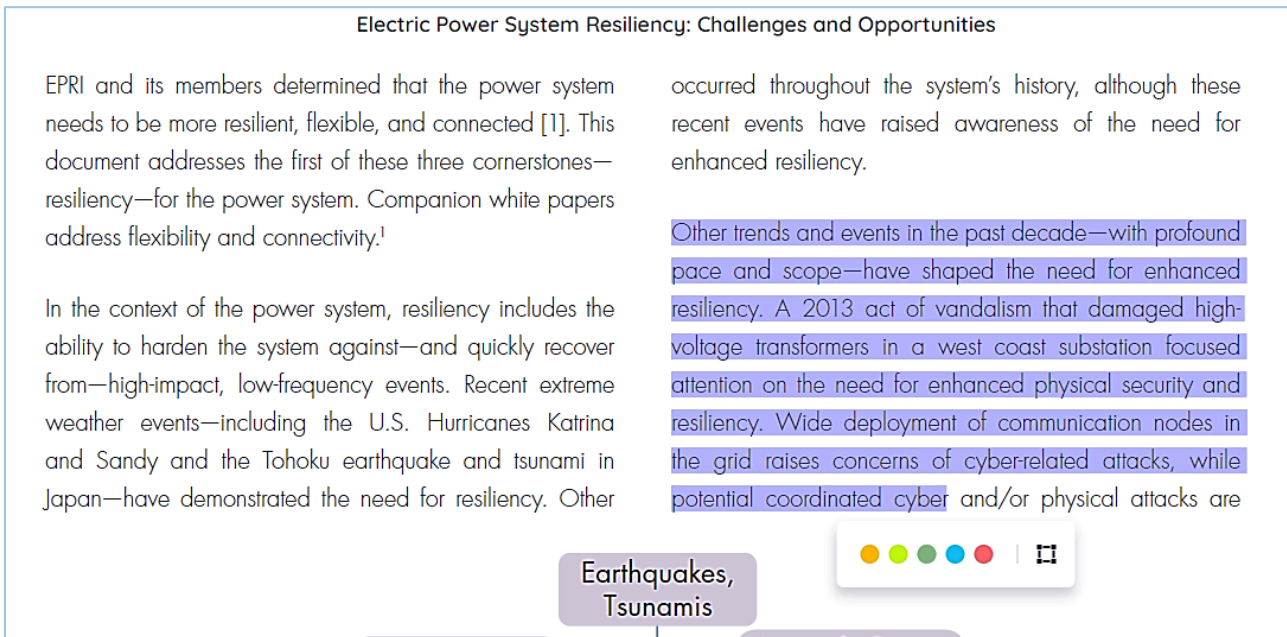 Electric Power System Resiliency: Challenges and Opportunities
EPRI and its members determined that the power system
needs to be more resilient, flexible, and connected [1]. This
document addresses the first of these three cornerstones—
resiliency—for the power system. Companion white papers
address flexibility and connectivity.¹
In the context of the power system, resiliency includes the
ability to harden the system against—and quickly recover
from—high-impact, low-frequency events. Recent extreme
weather events—including the U.S. Hurricanes Katrina
and Sandy and the Tohoku earthquake and tsunami in
Japan—have demonstrated the need for resiliency. Other
occurred throughout the system’s history, although these
recent events have raised awareness of the need for
enhanced resiliency.
Other trends and events in the past decade—with profound
pace and scope—have shaped the need for enhanced
resiliency. A 2013 act of vandalism that damaged high-
voltage transformers in a west coast substation focused
attention on the need for enhanced physical security and
resiliency. Wide deployment of communication nodes in
the grid raises concerns of cyber-related attacks, while
potential coordinated cyber and/or physical attacks are
Earthquakes,
Tsunamis